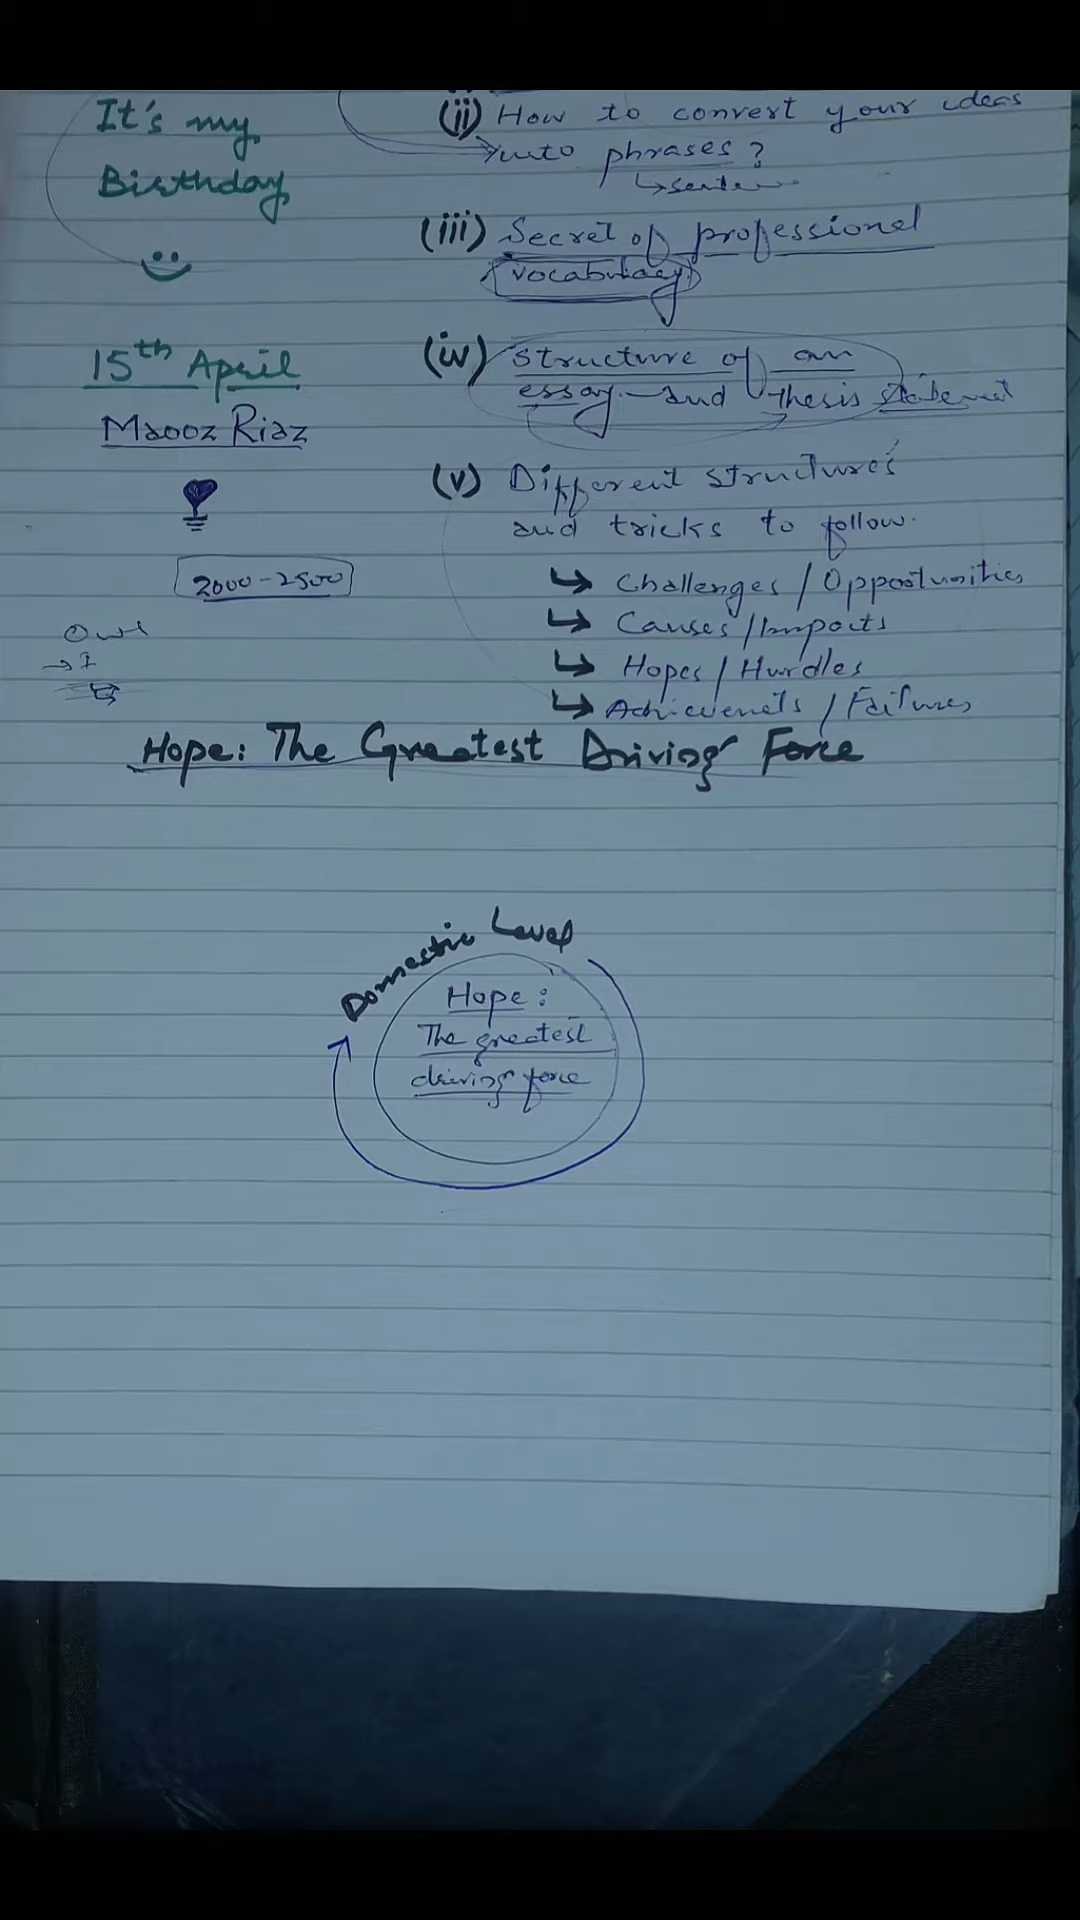 It's my
Birthday
15th April
Maooz Riaz
2000-2500
(ii) How to convert your ideas
into phrases?
(iii) Secret of professional
vocabulary
(iv) Structure of an
essay and thesis statement
(v) Different structures
and tricks to follow.
Challenges / Opportunities
Causes / Impacts
Hopes / Hurdles
Achievements / Failures
Hope: The Greatest Driving Force
Domestic Level
Hope:
The greatest
driving force